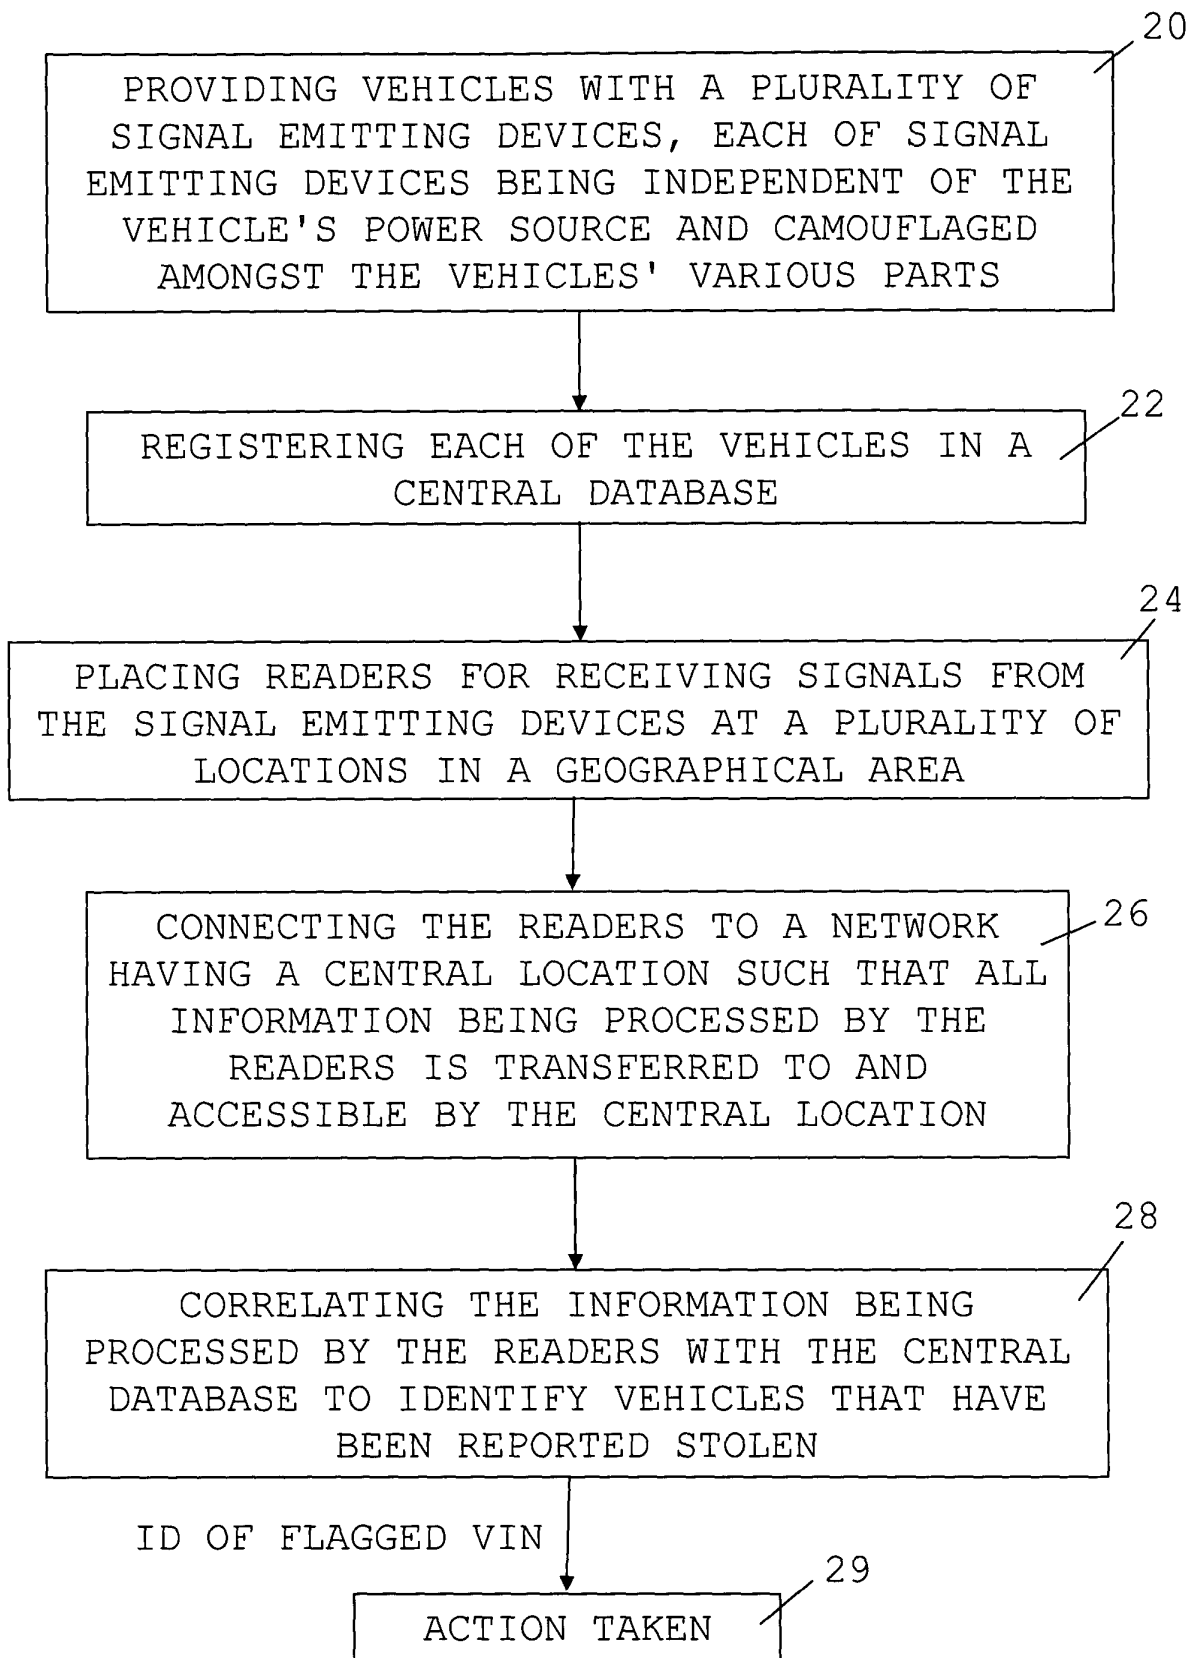 20
PROVIDING VEHICLES WITH A PLURALITY OF
SIGNAL EMITTING DEVICES, EACH OF SIGNAL
EMITTING DEVICES BEING INDEPENDENT OF THE
VEHICLE'S POWER SOURCE AND CAMOUFLAGED
AMONGST THE VEHICLES' VARIOUS PARTS
22
REGISTERING EACH OF THE VEHICLES IN A
CENTRAL DATABASE
24
PLACING READERS FOR RECEIVING SIGNALS FROM
THE SIGNAL EMITTING DEVICES AT A PLURALITY OF
LOCATIONS IN A GEOGRAPHICAL AREA
26
CONNECTING THE READERS TO A NETWORK
HAVING A CENTRAL LOCATION SUCH THAT ALL
INFORMATION BEING PROCESSED BY THE
READERS IS TRANSFERRED TO AND
ACCESSIBLE BY THE CENTRAL LOCATION
28
CORRELATING THE INFORMATION BEING
PROCESSED BY THE READERS WITH THE CENTRAL
DATABASE TO IDENTIFY VEHICLES THAT HAVE
BEEN REPORTED STOLEN
ID OF FLAGGED VIN
29
ACTION TAKEN